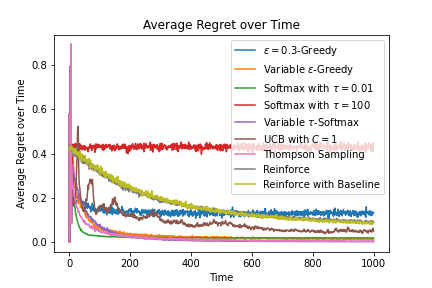 Average Regret over Time
Average Regret over Time
0.8
0.6
0.4
0.2
0.0
ε = 0.3-Greedy
Variable ε-Greedy
Softmax with τ = 0.01
Softmax with τ = 100
Variable τ-Softmax
UCB with C = 1
Thompson Sampling
Reinforce
Reinforce with Baseline
0 200 400 600 800 1000
Time